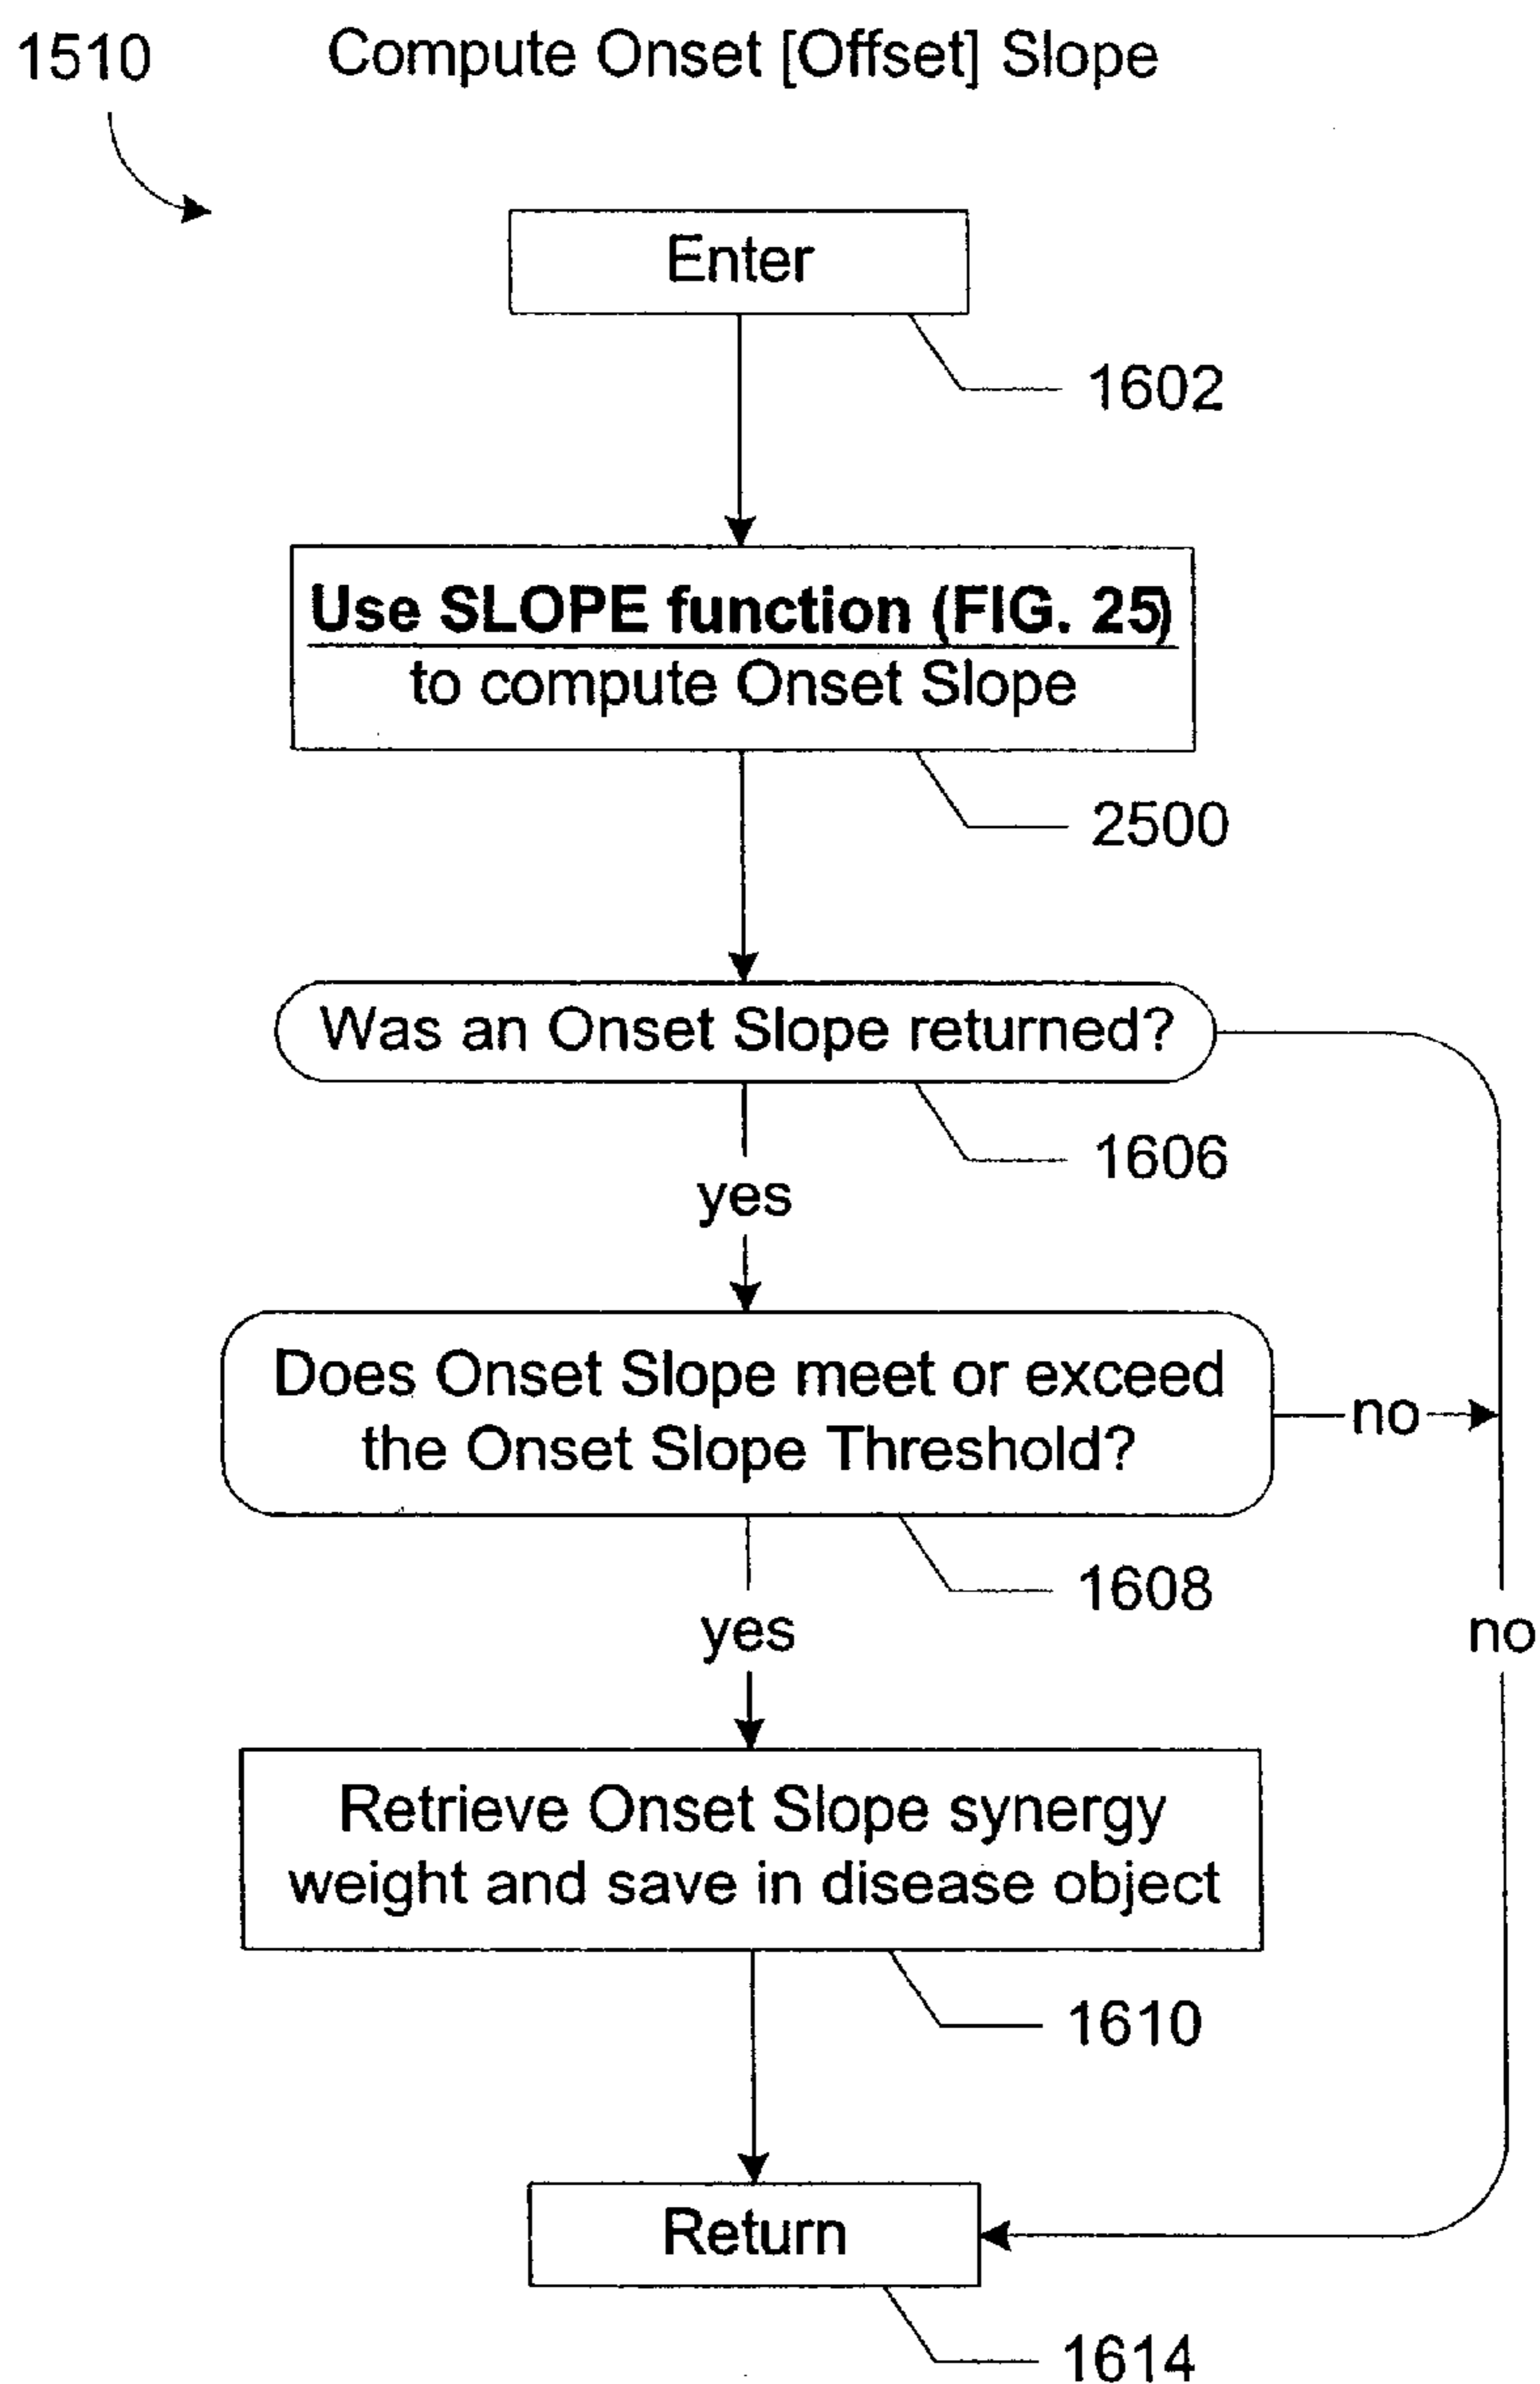 1510
Compute Onset [Offset] Slope
Enter
1602
Use SLOPE function (FIG. 25)
to compute Onset Slope
2500
Was an Onset Slope returned?
1606
yes
Does Onset Slope meet or exceed
the Onset Slope Threshold?
no
1608
yes
no
Retrieve Onset Slope synergy
weight and save in disease object
1610
Return
1614